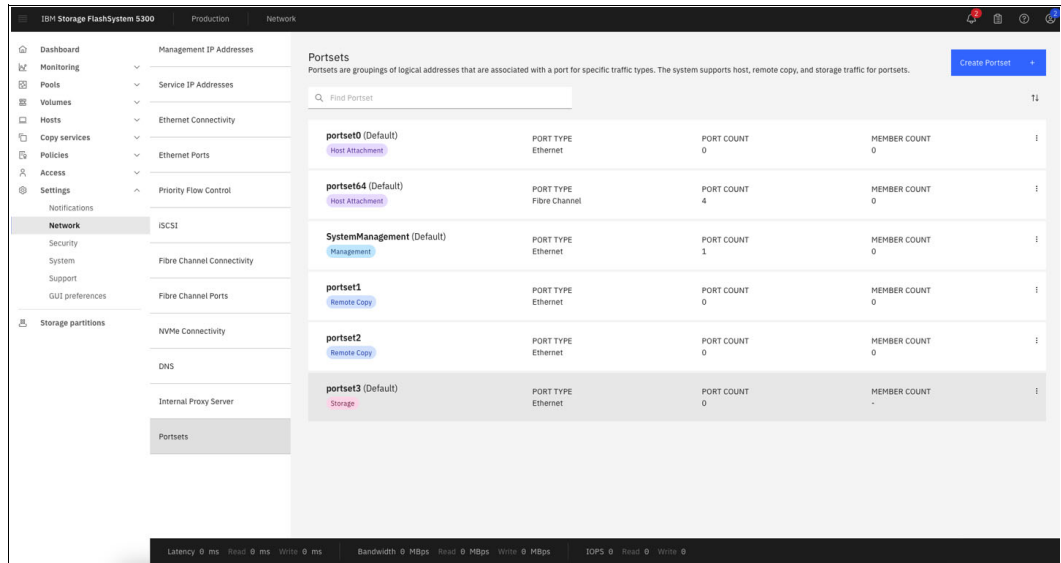 IBM Storage FlashSystem 5300 Production Network 2 2
Dashboard
Monitoring
Pools
Volumes
Hosts
Copy services
Policies
Access
Settings
Notifications
Network
Security
System
Support
GUI preferences
Storage partitions
Management IP Addresses
Service IP Addresses
Ethernet Connectivity
Ethernet Ports
Priority Flow Control
iSCSI
Fibre Channel Connectivity
Fibre Channel Ports
NVMe Connectivity
DNS
Internal Proxy Server
Portsets
Portsets
Portsets are groupings of logical addresses that are associated with a port for specific traffic types. The system supports host, remote copy, and storage traffic for portsets.
Create Portset +
Find Portset
portset0 (Default)
Host Attachment
PORT TYPE
Ethernet
PORT COUNT
0
MEMBER COUNT
0
portset64 (Default)
Host Attachment
PORT TYPE
Fibre Channel
PORT COUNT
4
MEMBER COUNT
0
SystemManagement (Default)
Management
PORT TYPE
Ethernet
PORT COUNT
1
MEMBER COUNT
0
portset1
Remote Copy
PORT TYPE
Ethernet
PORT COUNT
0
MEMBER COUNT
0
portset2
Remote Copy
PORT TYPE
Ethernet
PORT COUNT
0
MEMBER COUNT
0
portset3 (Default)
Storage
PORT TYPE
Ethernet
PORT COUNT
0
MEMBER COUNT
-
Latency 0 ms Read 0 ms Write 0 ms Bandwidth 0 MBps Read 0 MBps Write 0 MBps IOPS 0 Read 0 Write 0